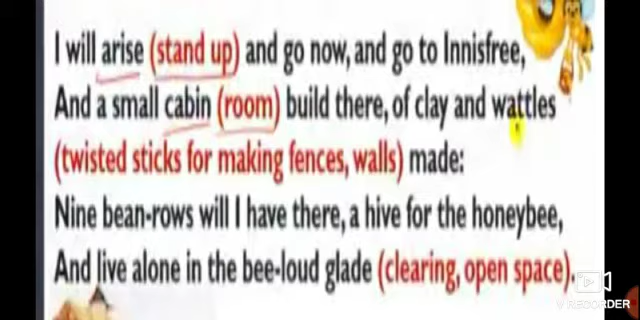 I will arise (stand up) and go now, and go to Innisfree,
And a small cabin (room) build there, of clay and wattles
(twisted sticks for making fences, walls) made:
Nine bean-rows will I have there, a hive for the honeybee,
And live alone in the bee-loud glade (clearing, open space).
V RECORDER